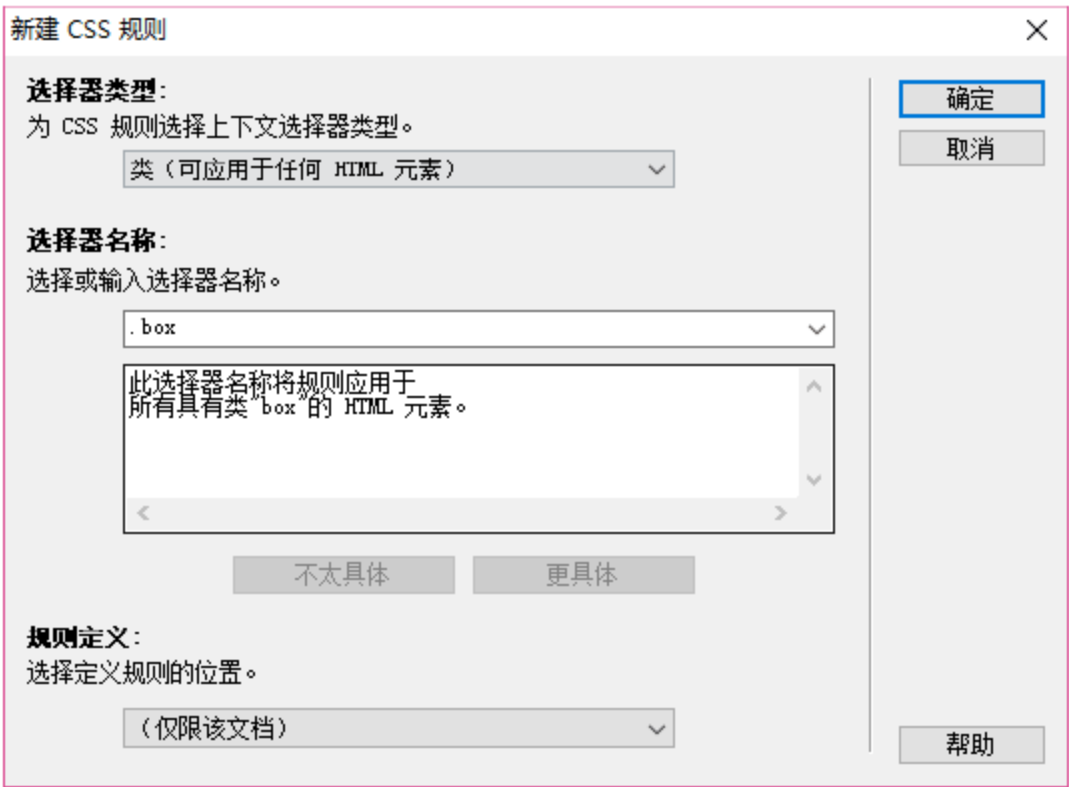 新建 CSS 规则
选择器类型:
确定
为 CSS 规则选择上下文选择器类型。
取消
类（可应用于任何 HTML 元素）
选择器名称:
选择或输入选择器名称。
.box
此选择器名称将规则应用于
所有具有类"box"的 HTML 元素。
不太具体
更具体
规则定义:
选择定义规则的位置。
（仅限该文档）
帮助